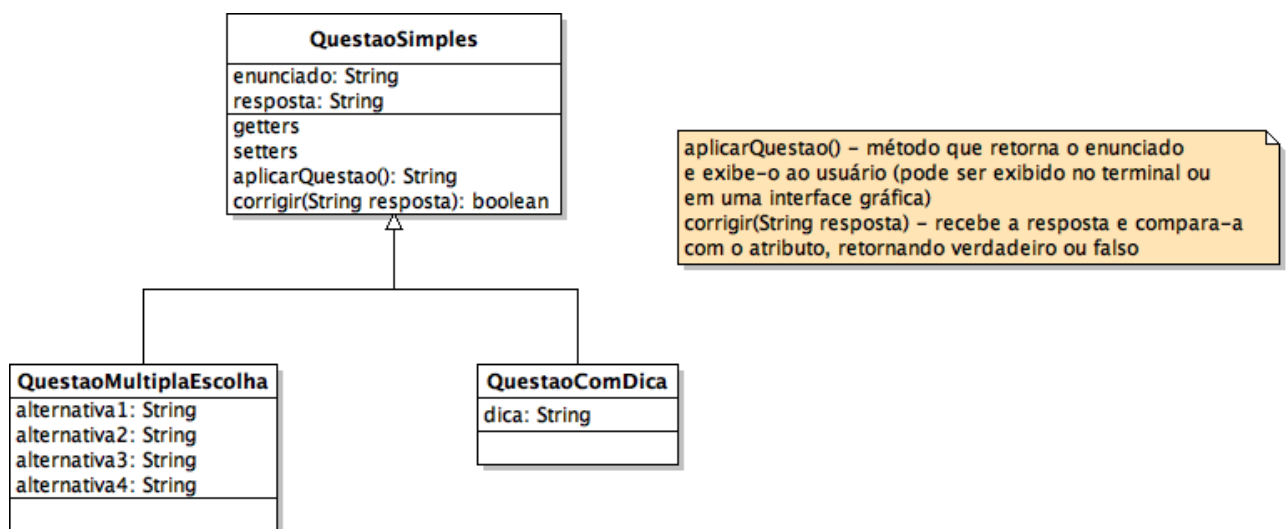 QuestaoSimples
enunciado: String
resposta: String
getters
setters
aplicarQuestao(): String
corrigir(String resposta): boolean
aplicarQuestao() – método que retorna o enunciado
e exibe-o ao usuário (pode ser exibido no terminal ou
em uma interface gráfica)
corrigir(String resposta) – recebe a resposta e compara-a
com o atributo, retornando verdadeiro ou falso
QuestaoMultiplaEscolha
alternativa1: String
alternativa2: String
alternativa3: String
alternativa4: String
QuestaoComDica
dica: String